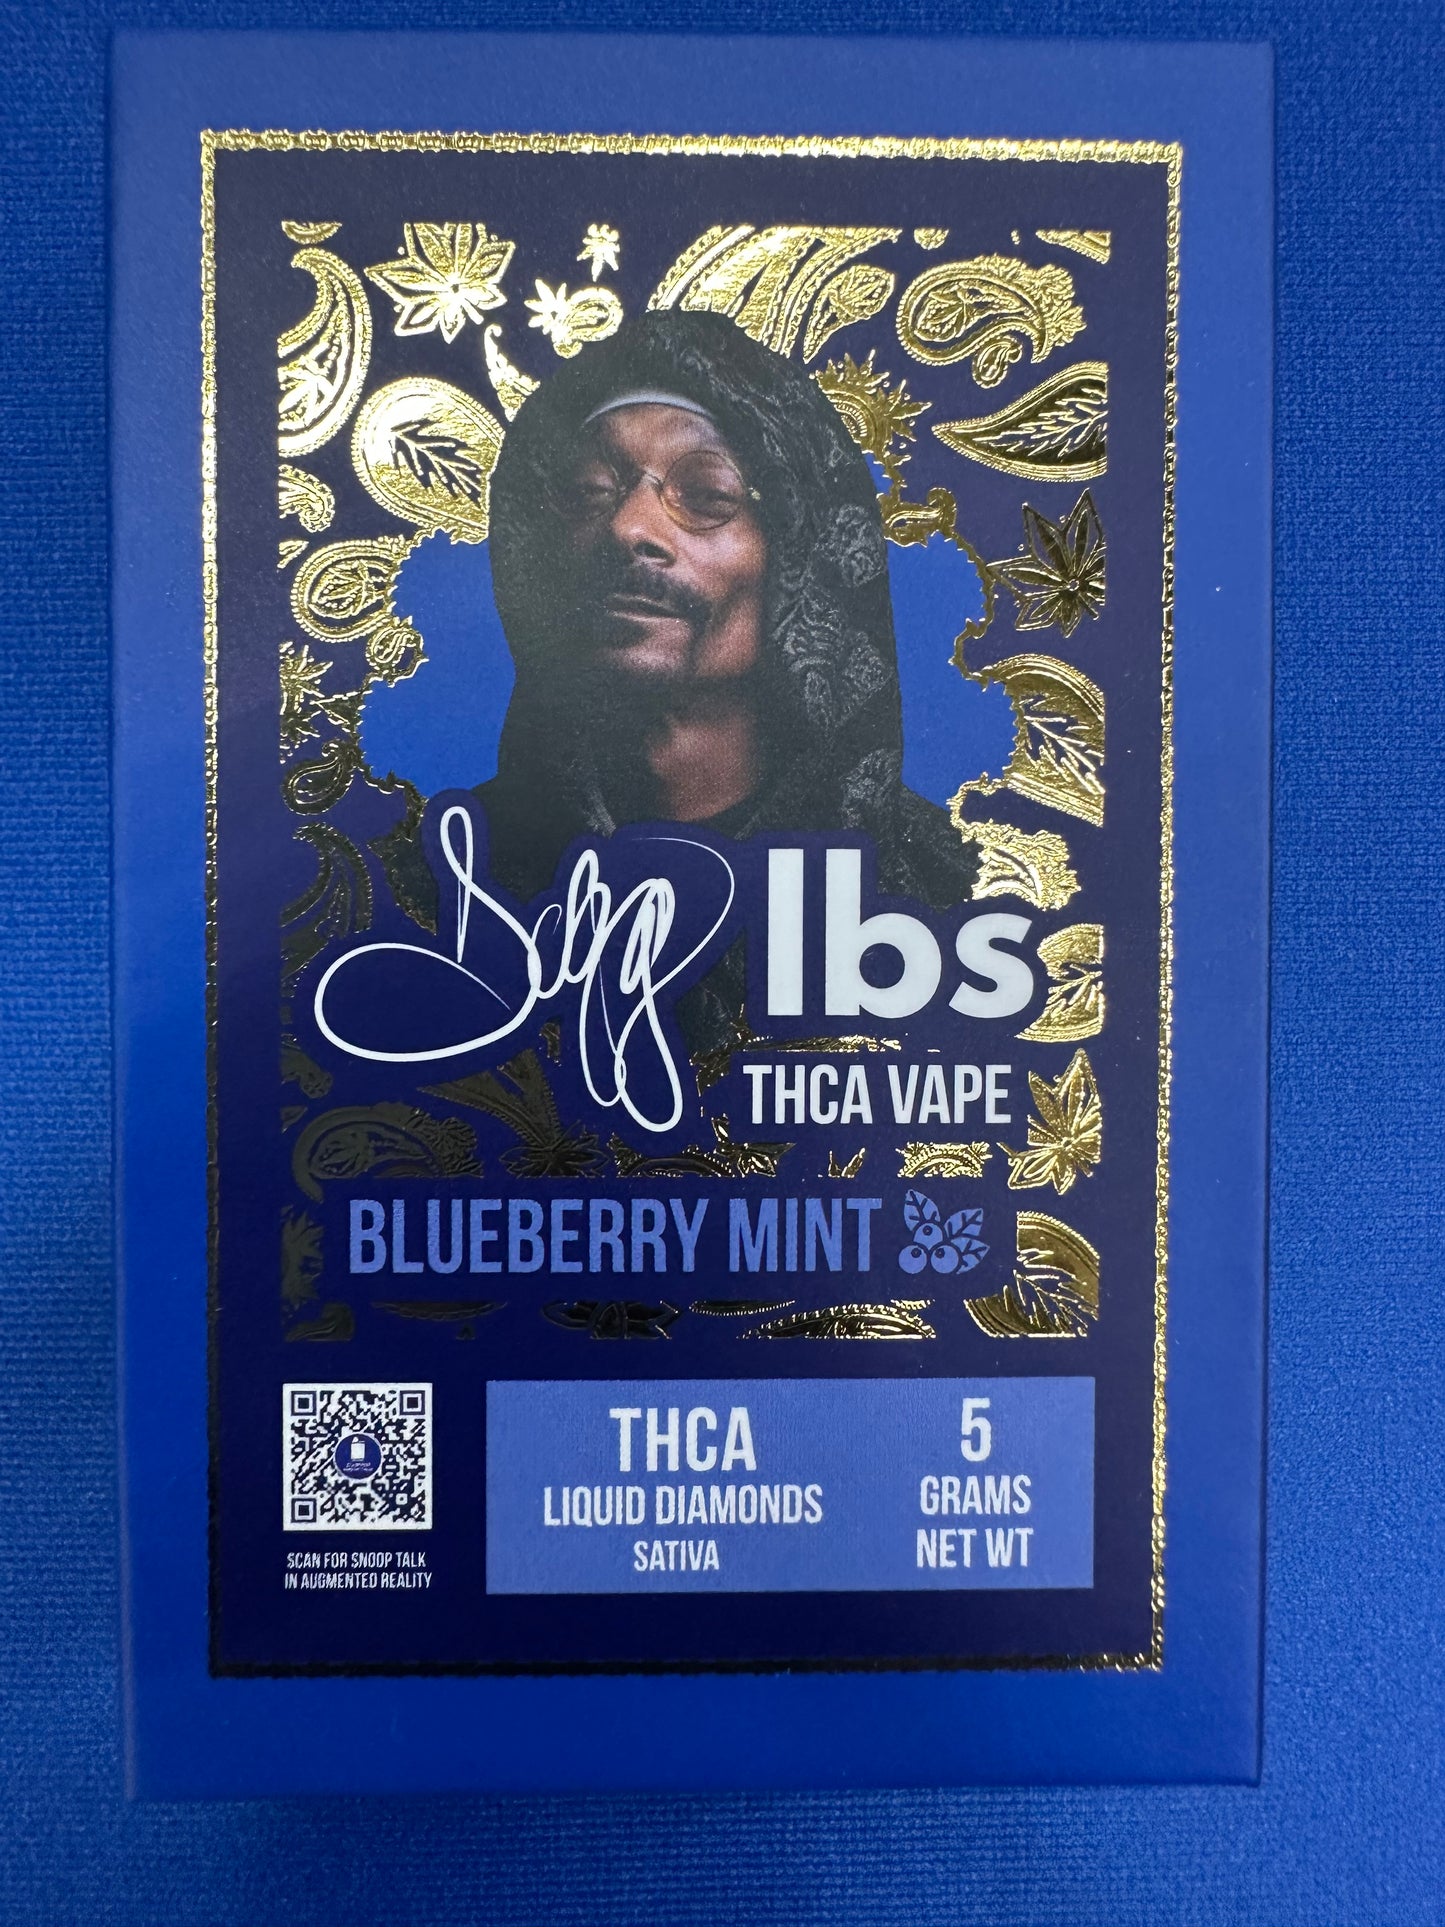 lbs
THCA VAPE
BLUEBERRY MINT
THCA
LIQUID DIAMONDS
SATIVA
5
GRAMS
NET WT
SCAN FOR SNOOP TALK
IN AUGMENTED REALITY